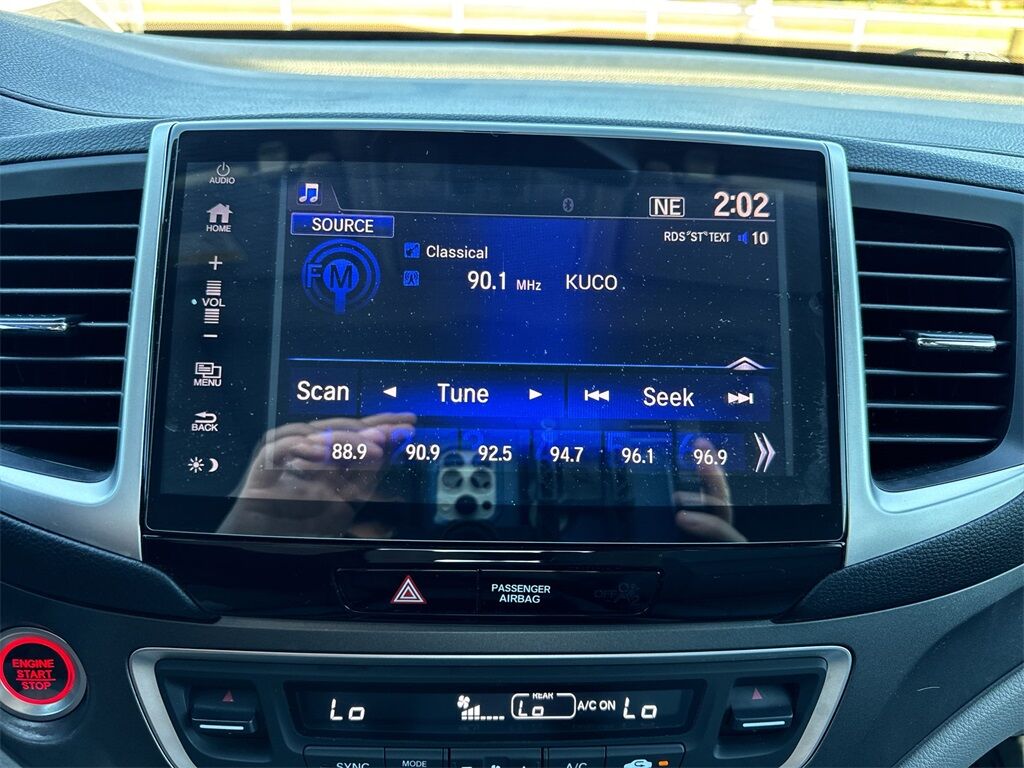 AUDIO
HOME
+
VOL
−
MENU
BACK
NE 2:02
SOURCE
RDS "ST" TEXT 10
FM
Classical
90.1 MHz KUCO
Scan Tune Seek
88.9 90.9 92.5 94.7 96.1 96.9
PASSENGER
AIRBAG OFF
ENGINE
START
STOP
Lo REAR Lo A/C ON Lo
SYNC MODE A/C